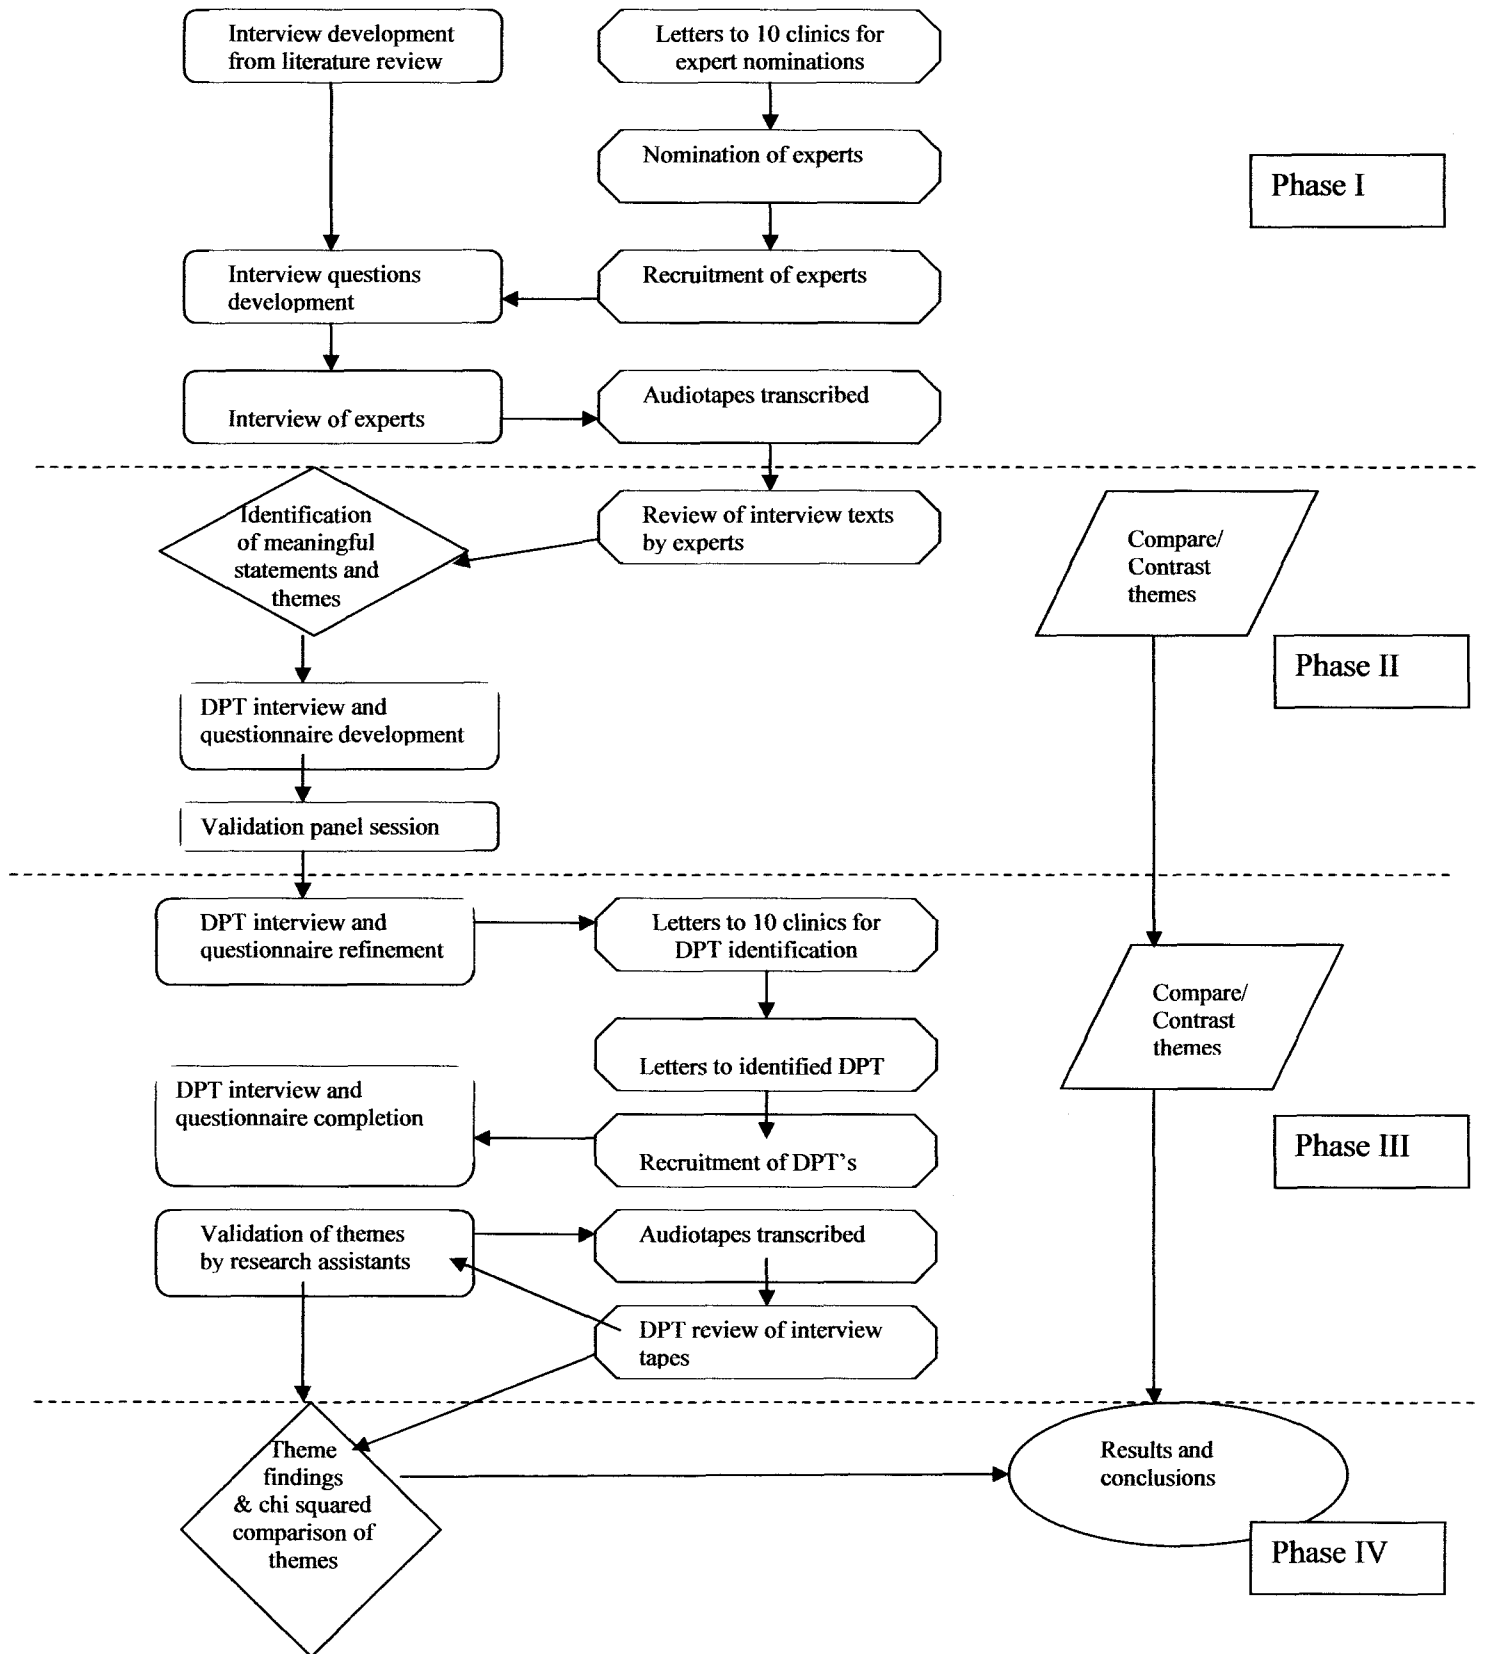 Interview development
from literature review
Letters to 10 clinics for
expert nominations
Nomination of experts
Phase I
Interview questions
development
Recruitment of experts
Interview of experts
Audiotapes transcribed
Identification
of meaningful
statements and
themes
Review of interview texts
by experts
Compare/
Contrast
themes
Phase II
DPT interview and
questionnaire development
Validation panel session
DPT interview and
questionnaire refinement
Letters to 10 clinics for
DPT identification
Compare/
Contrast
themes
Letters to identified DPT
DPT interview and
questionnaire completion
Recruitment of DPT's
Phase III
Validation of themes
by research assistants
Audiotapes transcribed
DPT review of interview
tapes
Theme
findings
& chi squared
comparison of
themes
Results and
conclusions
Phase IV